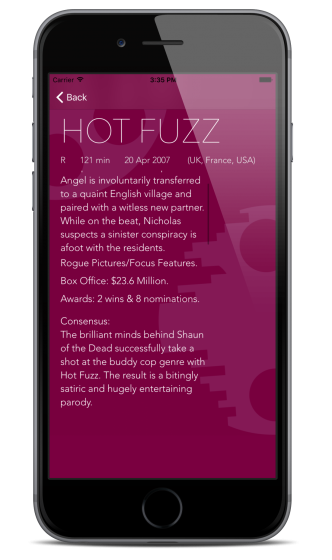 Carrier 3:35 PM
Back
HOT FUZZ
R 121 min 20 Apr 2007 (UK, France, USA)
Angel is involuntarily transferred
to a quaint English village and
paired with a witless new partner.
While on the beat, Nicholas
suspects a sinister conspiracy is
afoot with the residents.
Rogue Pictures/Focus Features.
Box Office: $23.6 Million.
Awards: 2 wins & 8 nominations.
Consensus:
The brilliant minds behind Shaun
of the Dead successfully take a
shot at the buddy cop genre with
Hot Fuzz. The result is a bitingly
satiric and hugely entertaining
parody.